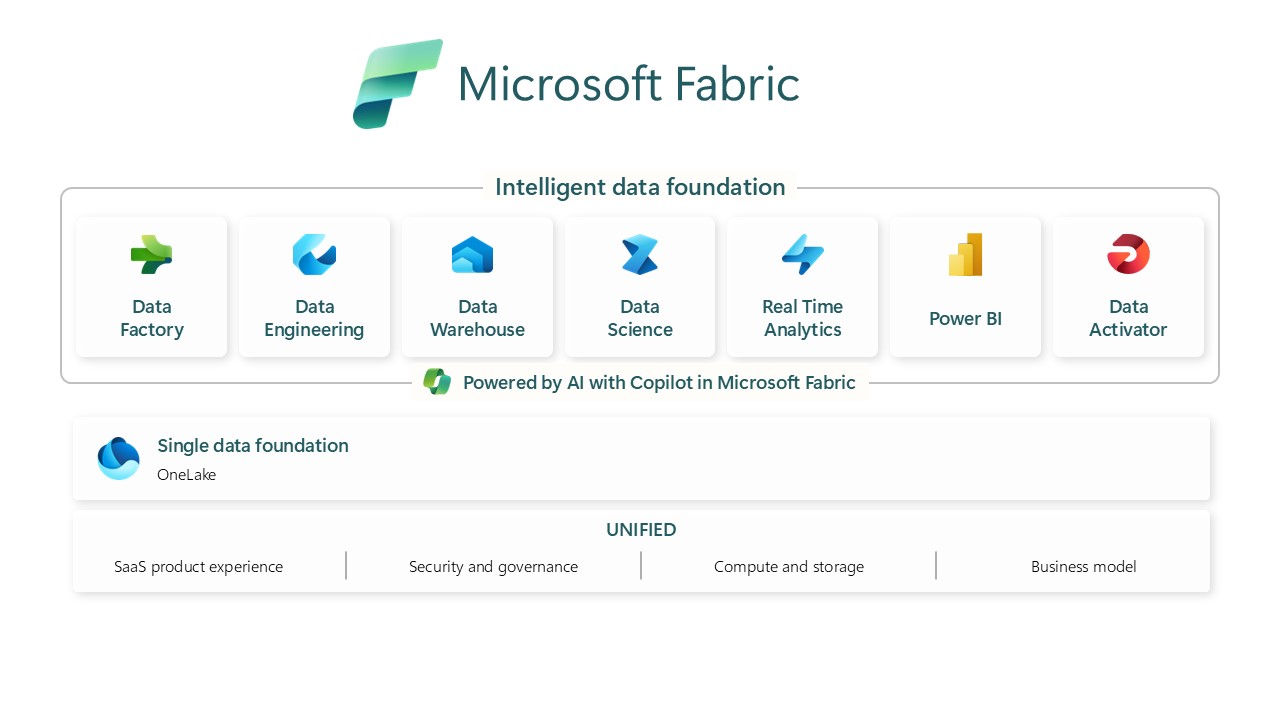 Microsoft Fabric
Intelligent data foundation
Data
Factory
Data
Engineering
Data
Warehouse
Data
Science
Real Time
Analytics
Power BI
Data
Activator
Powered by AI with Copilot in Microsoft Fabric
Single data foundation
OneLake
UNIFIED
SaaS product experience
Security and governance
Compute and storage
Business model